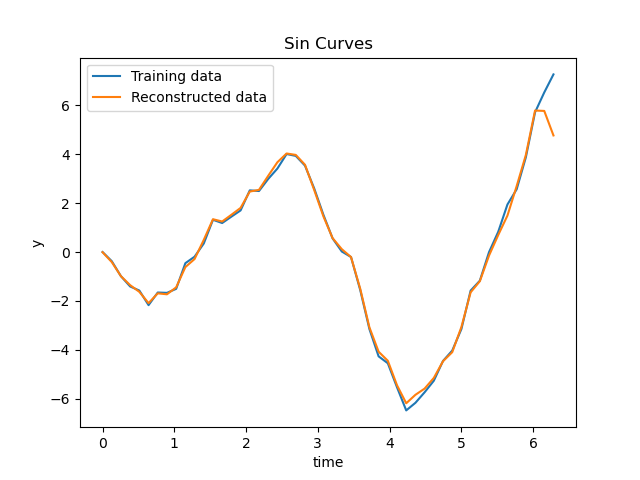 Sin Curves
Training data
Reconstructed data
6
4
2
0
−2
−4
−6
y
0 1 2 3 4 5 6
time